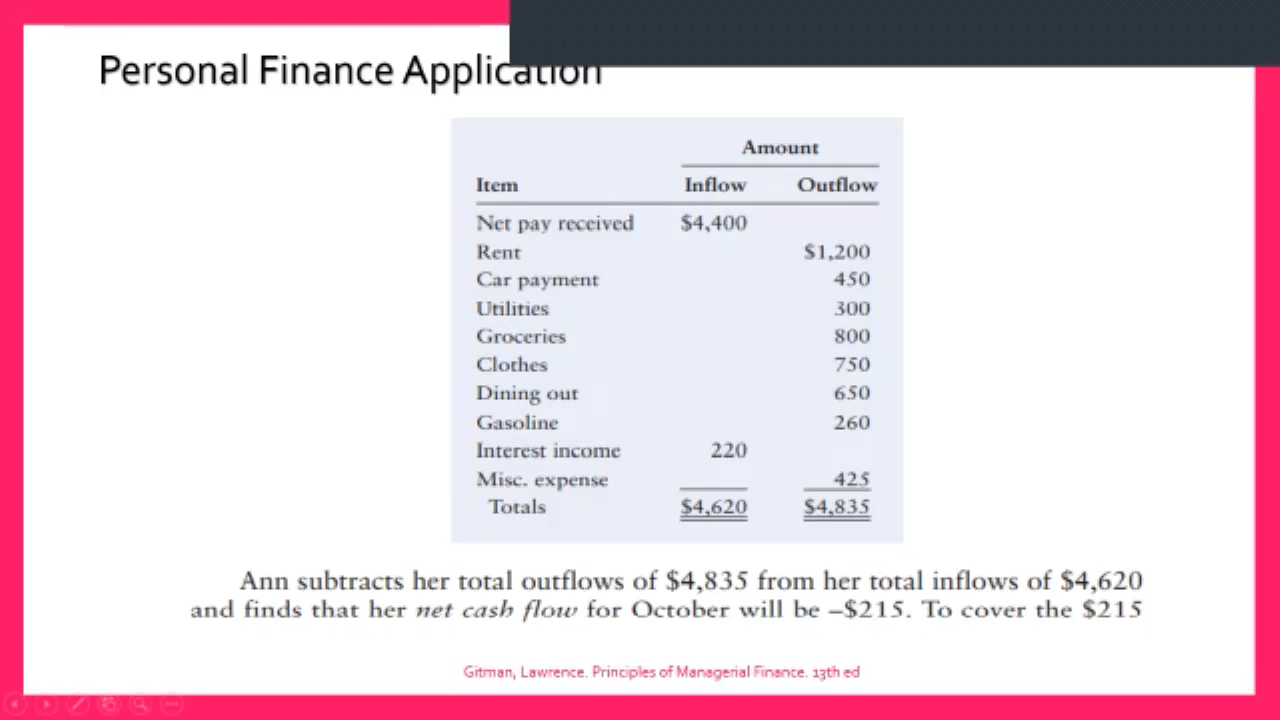 Personal Finance Application
Amount
Item Inflow Outflow
Net pay received $4,400
Rent $1,200
Car payment 450
Utilities 300
Groceries 800
Clothes 750
Dining out 650
Gasoline 260
Interest income 220
Misc. expense 425
Totals $4,620 $4,835
Ann subtracts her total outflows of $4,835 from her total inflows of $4,620
and finds that her net cash flow for October will be –$215. To cover the $215
Gitman, Lawrence. Principles of Managerial Finance. 13th ed